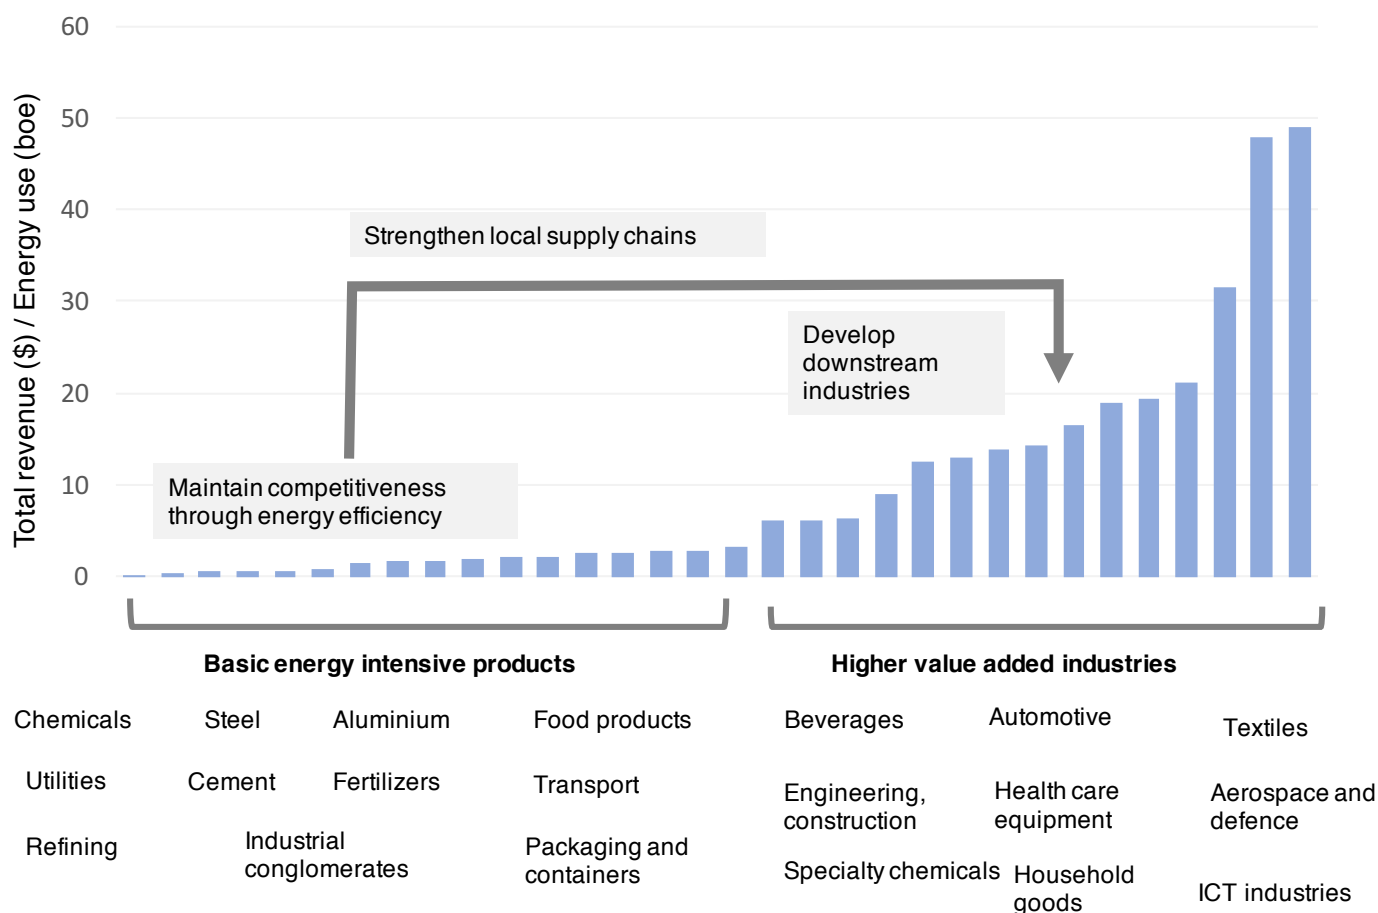 60
50
40
30
20
10
0
Total revenue ($) / Energy use (boe)
Strengthen local supply chains
Develop
downstream
industries
Maintain competitiveness
through energy efficiency
Basic energy intensive products
Higher value added industries
Chemicals
Steel
Aluminium
Food products
Beverages
Automotive
Textiles
Utilities
Cement
Fertilizers
Transport
Engineering,
construction
Health care
equipment
Aerospace and
defence
Refining
Industrial
conglomerates
Packaging and
containers
Specialty chemicals
Household
goods
ICT industries